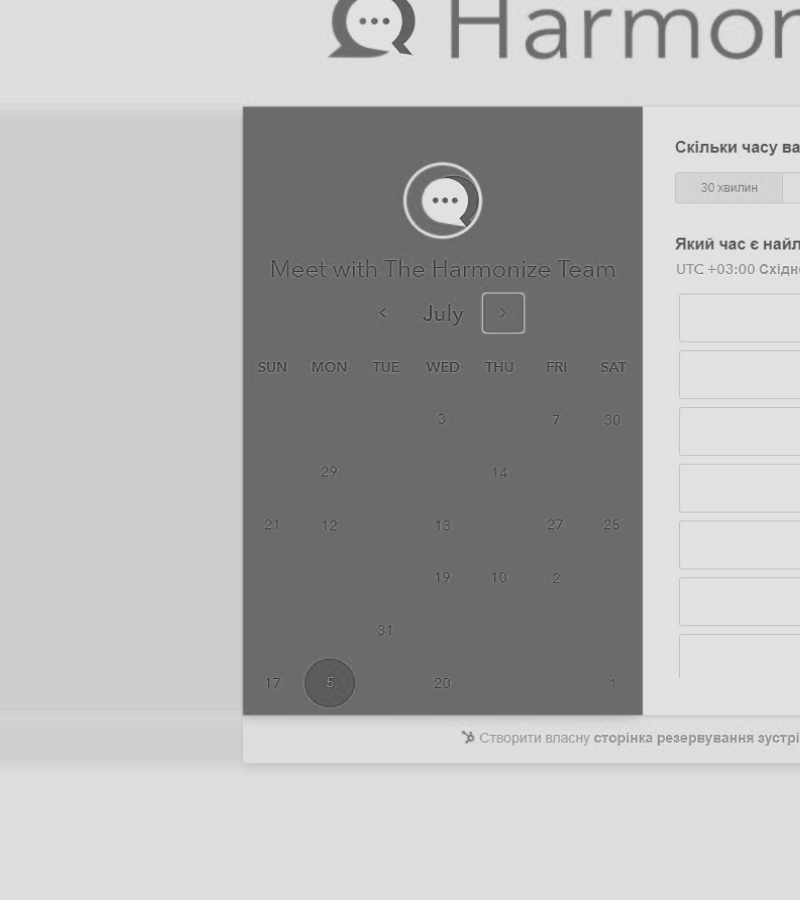 Harmon
Скільки часу ва
30 хвилин
Який час є найл
UTC +03:00 Східно
Meet with The Harmonize Team
July
SUN MON TUE WED THU FRI SAT
3 7 30
29 14
21 12 13 27 25
19 10 2
31
17 5 20 1
Створити власну сторінка резервування зустрі